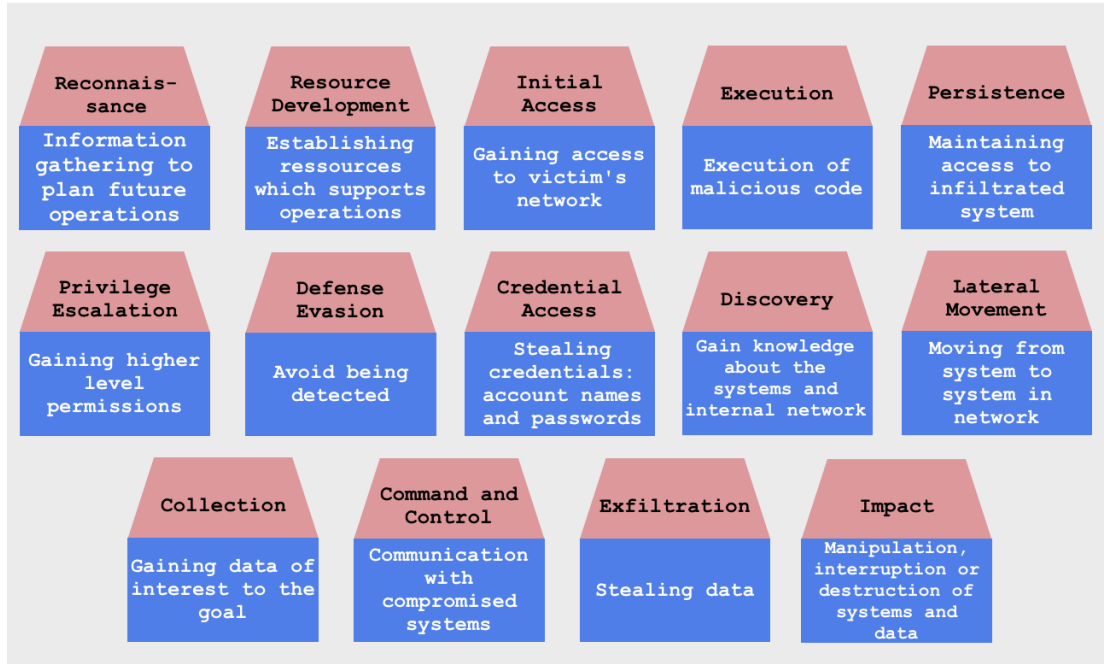 Reconnais-
sance
Information
gathering to
plan future
operations
Resource
Development
Establishing
ressources
which supports
operations
Initial
Access
Gaining access
to victim's
network
Execution
Execution of
malicious code
Persistence
Maintaining
access to
infiltrated
system
Privilege
Escalation
Gaining higher
level
permissions
Defense
Evasion
Avoid being
detected
Credential
Access
Stealing
credentials:
account names
and passwords
Discovery
Gain knowledge
about the
systems and
internal network
Lateral
Movement
Moving from
system to
system in
network
Collection
Gaining data of
interest to the
goal
Command and
Control
Communication
with
compromised
systems
Exfiltration
Stealing data
Impact
Manipulation,
interruption or
destruction of
systems and
data